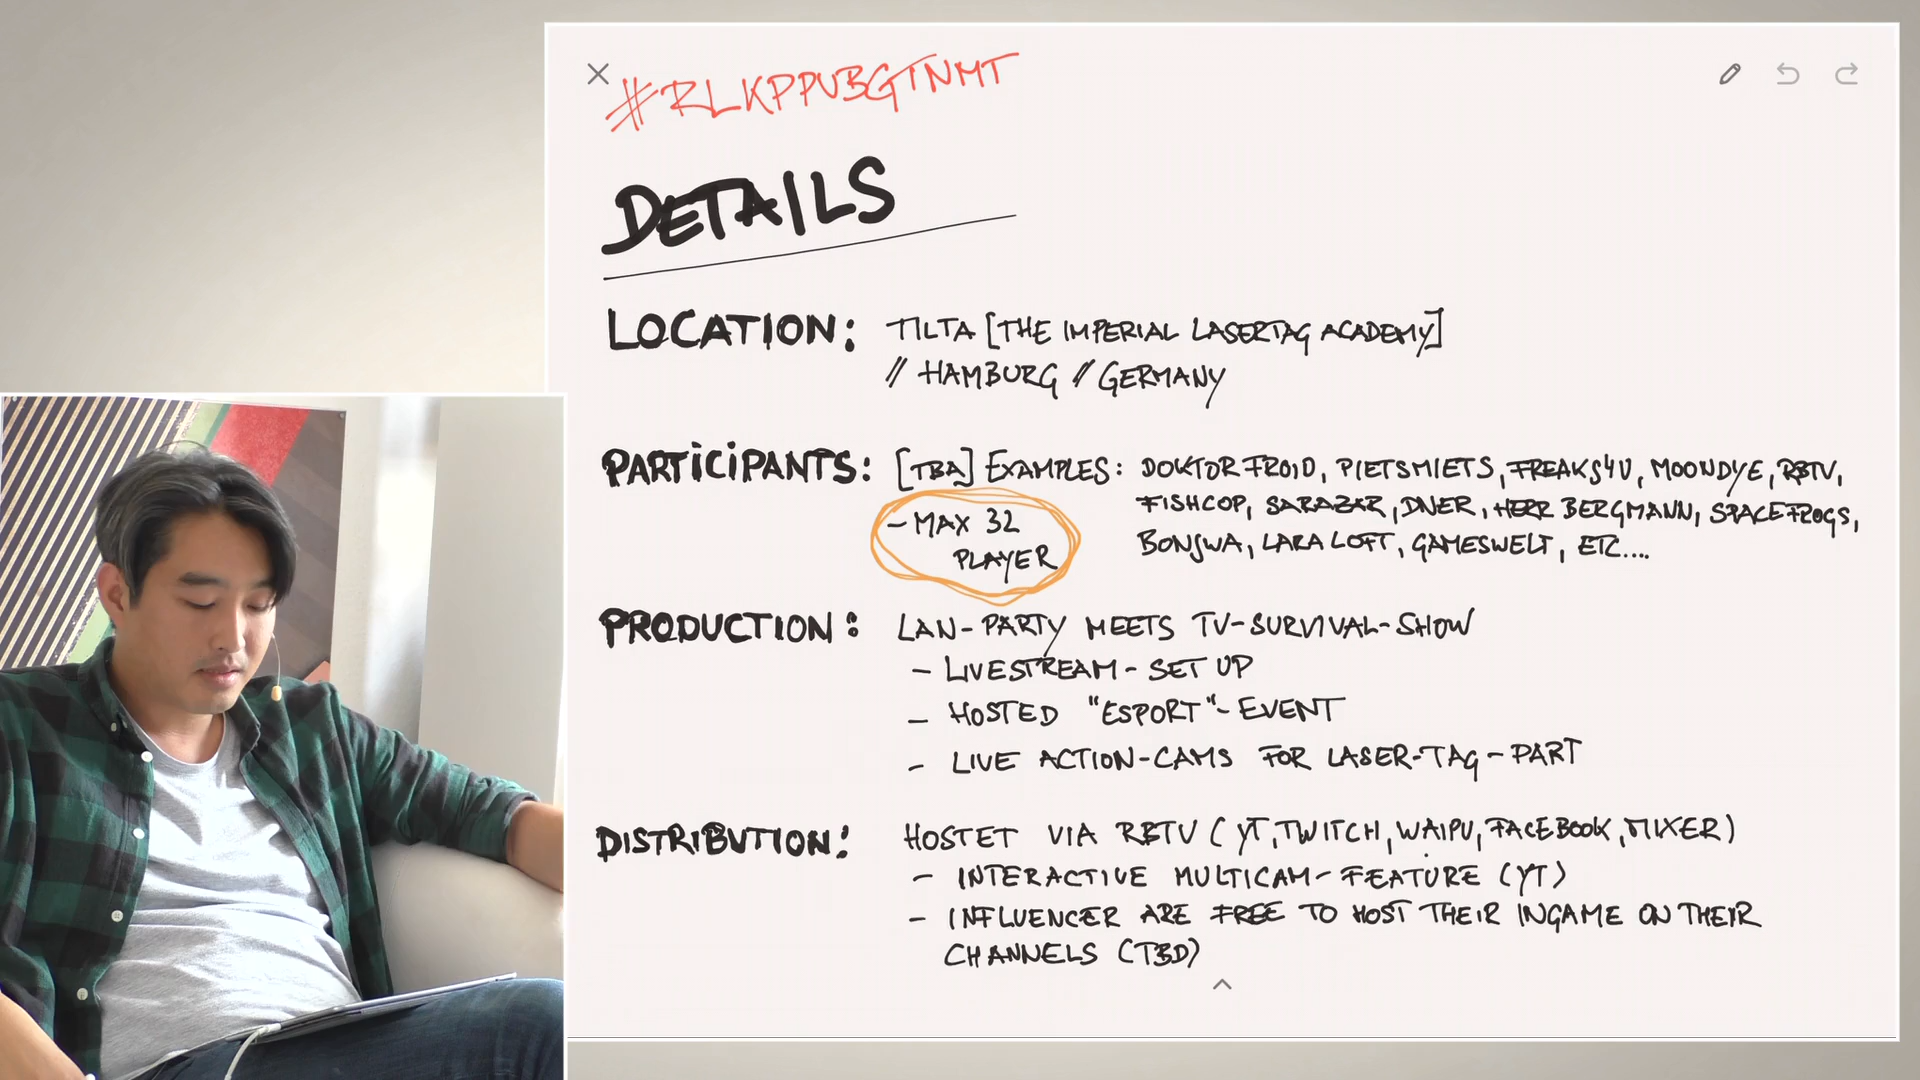 #RLKPPUBGTNMT
DETAILS
LOCATION: TILTA [THE IMPERIAL LASERTAG ACADEMY]
// HAMBURG // GERMANY
PARTICIPANTS: [TBA] EXAMPLES: DOKTOR FROID, PIETSMIETS, FREAKS4U, MOONDYE, RBTV,
FISHCOP, SARAZAR, DNER, HERR BERGMANN, SPACEFROGS,
BONJWA, LARA LOFT, GAMESWELT, ETC....
- MAX 32
PLAYER
PRODUCTION: LAN-PARTY MEETS TV-SURVIVAL-SHOW
- LIVESTREAM-SET UP
- HOSTED "ESPORT"-EVENT
- LIVE ACTION-CAMS FOR LASER-TAG-PART
DISTRIBUTION: HOSTET VIA RBTV (YT, TWITCH, WAIPU, FACEBOOK, MIXER)
- INTERACTIVE MULTICAM-FEATURE (YT)
- INFLUENCER ARE FREE TO HOST THEIR INGAME ON THEIR
CHANNELS (TBD)